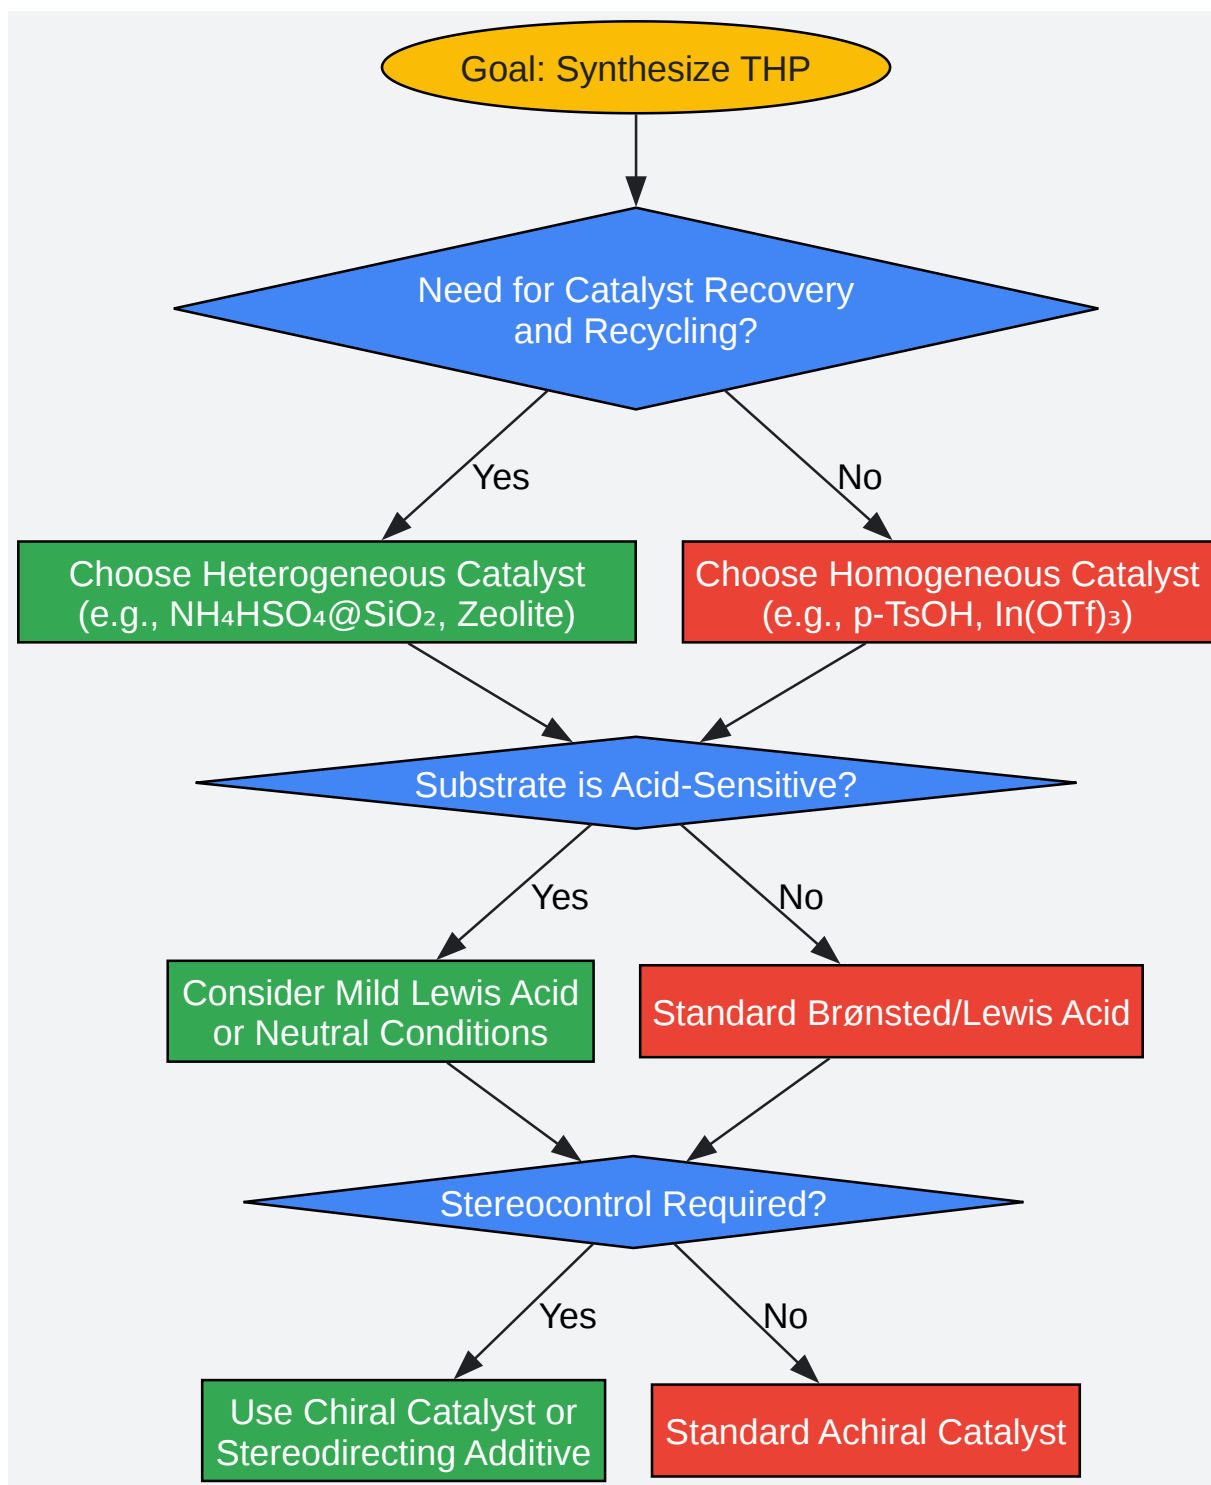 Goal: Synthesize THP
Need for Catalyst Recovery
and Recycling?
Yes
No
Choose Heterogeneous Catalyst
(e.g., NH₄HSO₄@SiO₂, Zeolite)
Choose Homogeneous Catalyst
(e.g., p-TsOH, In(OTf)₃)
Substrate is Acid-Sensitive?
Yes
No
Consider Mild Lewis Acid
or Neutral Conditions
Standard Brønsted/Lewis Acid
Stereocontrol Required?
Yes
No
Use Chiral Catalyst or
Stereodirecting Additive
Standard Achiral Catalyst